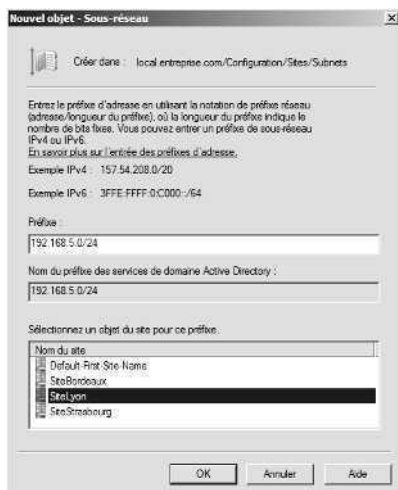 Nouvel objet - Sous-réseau
Créer dans : local.entreprise.com/Configuration/Sites/Subnets
Entrez le préfixe d'adresse en utilisant la notation de préfixe réseau
(adresse/longueur du préfixe), où la longueur du préfixe indique le
nombre de bits fixes. Vous pouvez entrer un préfixe de sous-réseau
IPv4 ou IPv6.
En savoir plus sur l'entrée des préfixes d'adresse.
Exemple IPv4 : 157.54.208.0/20
Exemple IPv6 : 3FFE:FFFF:0:C000::/64
Préfixe :
192.168.5.0/24
Nom du préfixe des services de domaine Active Directory :
192.168.5.0/24
Sélectionnez un objet du site pour ce préfixe.
Nom du site
Default-First-Site-Name
SiteBordeaux
SiteLyon
SiteStrasbourg
OK Annuler Aide